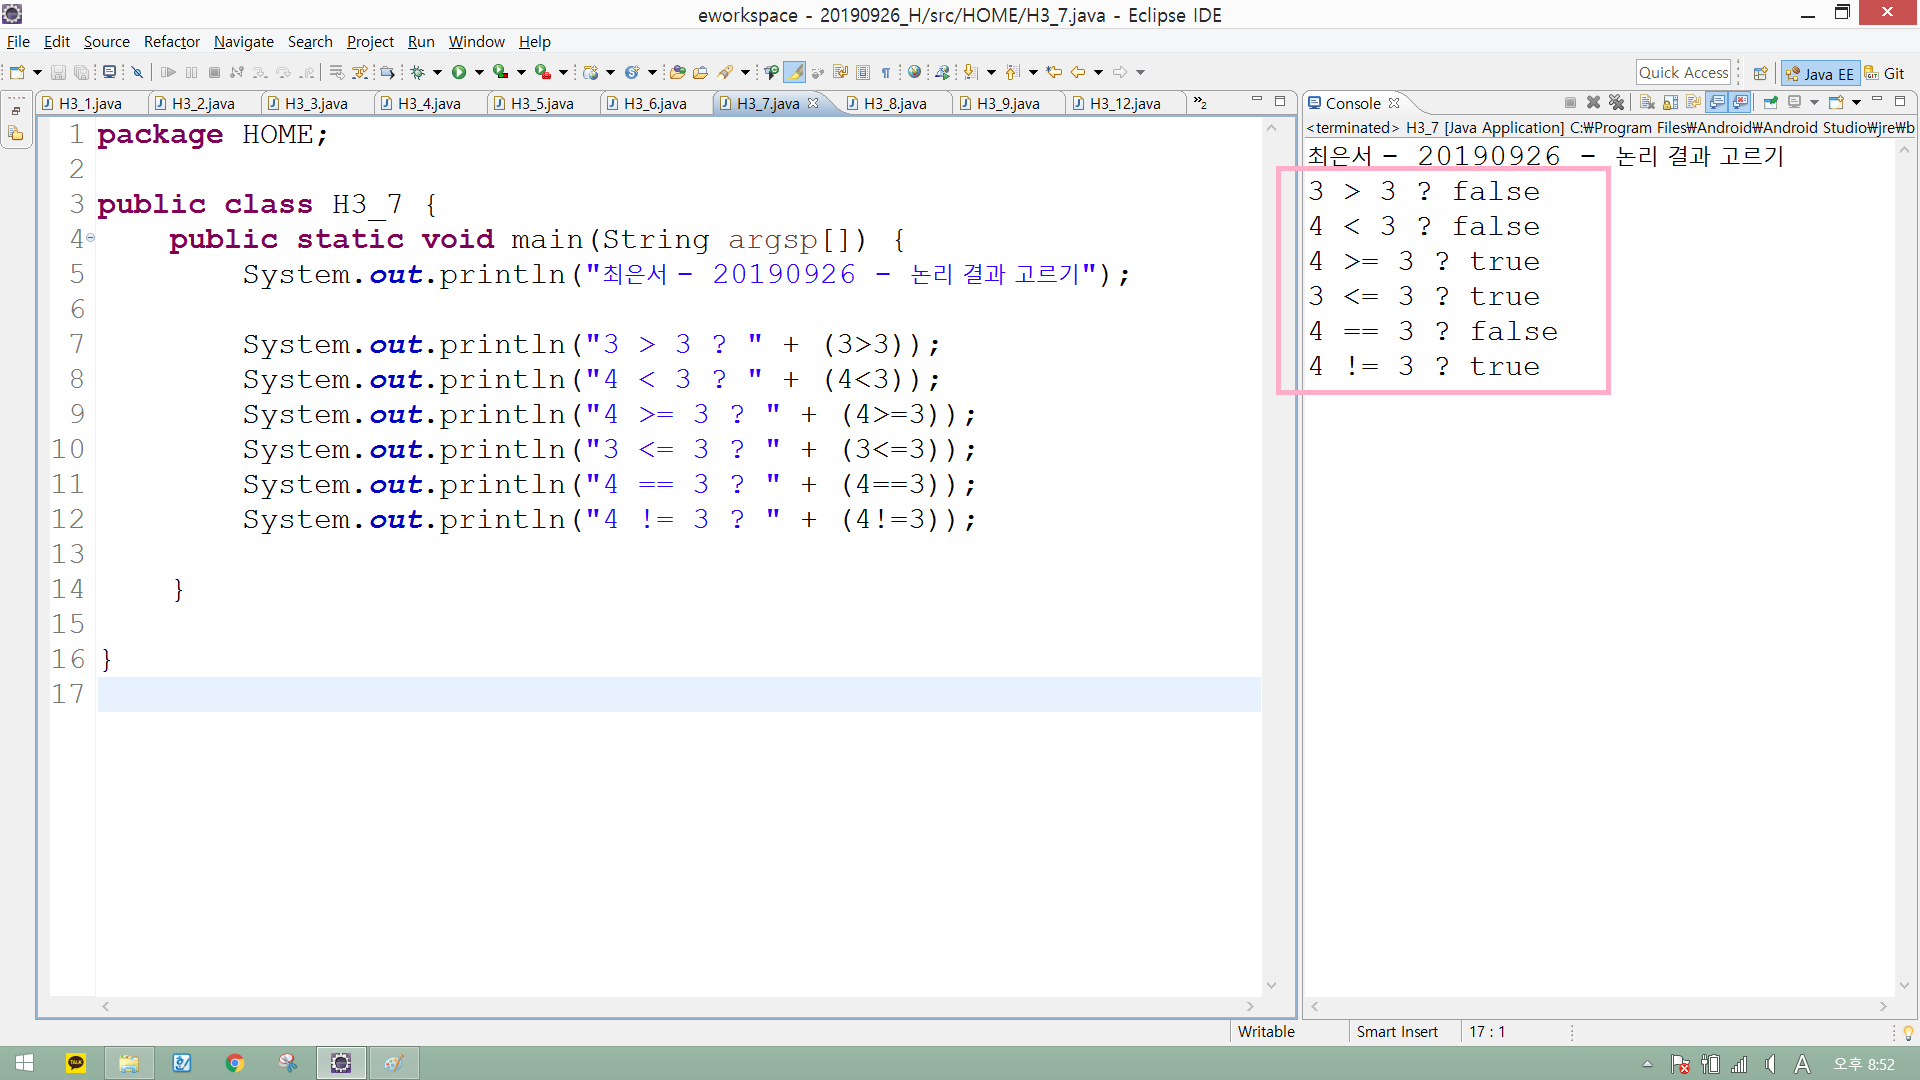 eworkspace - 20190926_H/src/HOME/H3_7.java - Eclipse IDE
File Edit Source Refactor Navigate Search Project Run Window Help
Quick Access Java EE Git
H3_1.java H3_2.java H3_3.java H3_4.java H3_5.java H3_6.java H3_7.java H3_8.java H3_9.java H3_12.java »2
1 package HOME;
2
3 public class H3_7 {
4 public static void main(String argsp[]) {
5 System.out.println("최은서 - 20190926 - 논리 결과 고르기");
6
7 System.out.println("3 > 3 ? " + (3>3));
8 System.out.println("4 < 3 ? " + (4<3));
9 System.out.println("4 >= 3 ? " + (4>=3));
10 System.out.println("3 <= 3 ? " + (3<=3));
11 System.out.println("4 == 3 ? " + (4==3));
12 System.out.println("4 != 3 ? " + (4!=3));
13
14 }
15
16 }
17
Console
<terminated> H3_7 [Java Application] C:₩Program Files₩Android₩Android Studio₩jre₩b
최은서 - 20190926 - 논리 결과 고르기
3 > 3 ? false
4 < 3 ? false
4 >= 3 ? true
3 <= 3 ? true
4 == 3 ? false
4 != 3 ? true
Writable Smart Insert 17 : 1
TALK
A 오후 8:52